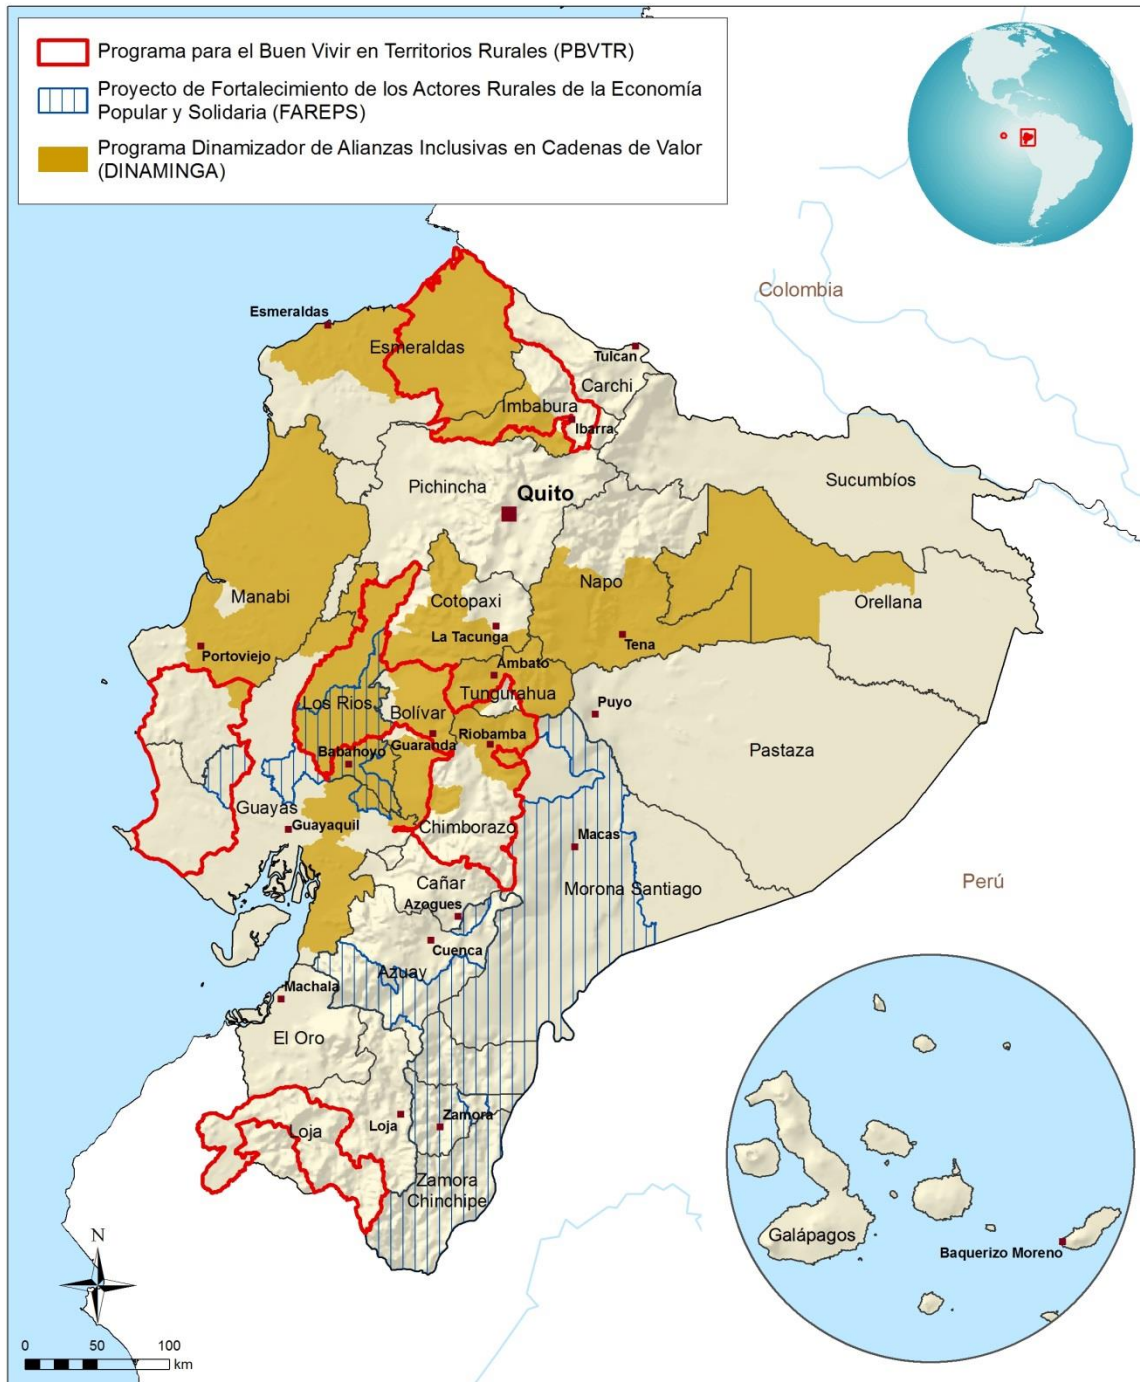 Programa para el Buen Vivir en Territorios Rurales (PBVTR)
Proyecto de Fortalecimiento de los Actores Rurales de la Economía
Popular y Solidaria (FAREPS)
Programa Dinamizador de Alianzas Inclusivas en Cadenas de Valor
(DINAMINGA)
Colombia
Esmeraldas
Esmeraldas
Tulcan
Carchi
Imbabura
Ibarra
Sucumbíos
Pichincha
Quito
Napo
Manabi
Cotopaxi
Orellana
La Tacunga
Tena
Portoviejo
Ambato
Tungurahua
Los Rios
Puyo
Bolívar
Guaranda
Riobamba
Pastaza
Babahoyo
Guayas
Guayaquil
Chimborazo
Macas
Cañar
Morona Santiago
Perú
Azogues
Cuenca
Azuay
Machala
El Oro
Loja
Loja
Zamora
Zamora
Chinchipe
Galápagos
Baquerizo Moreno
N
0 50 100
km